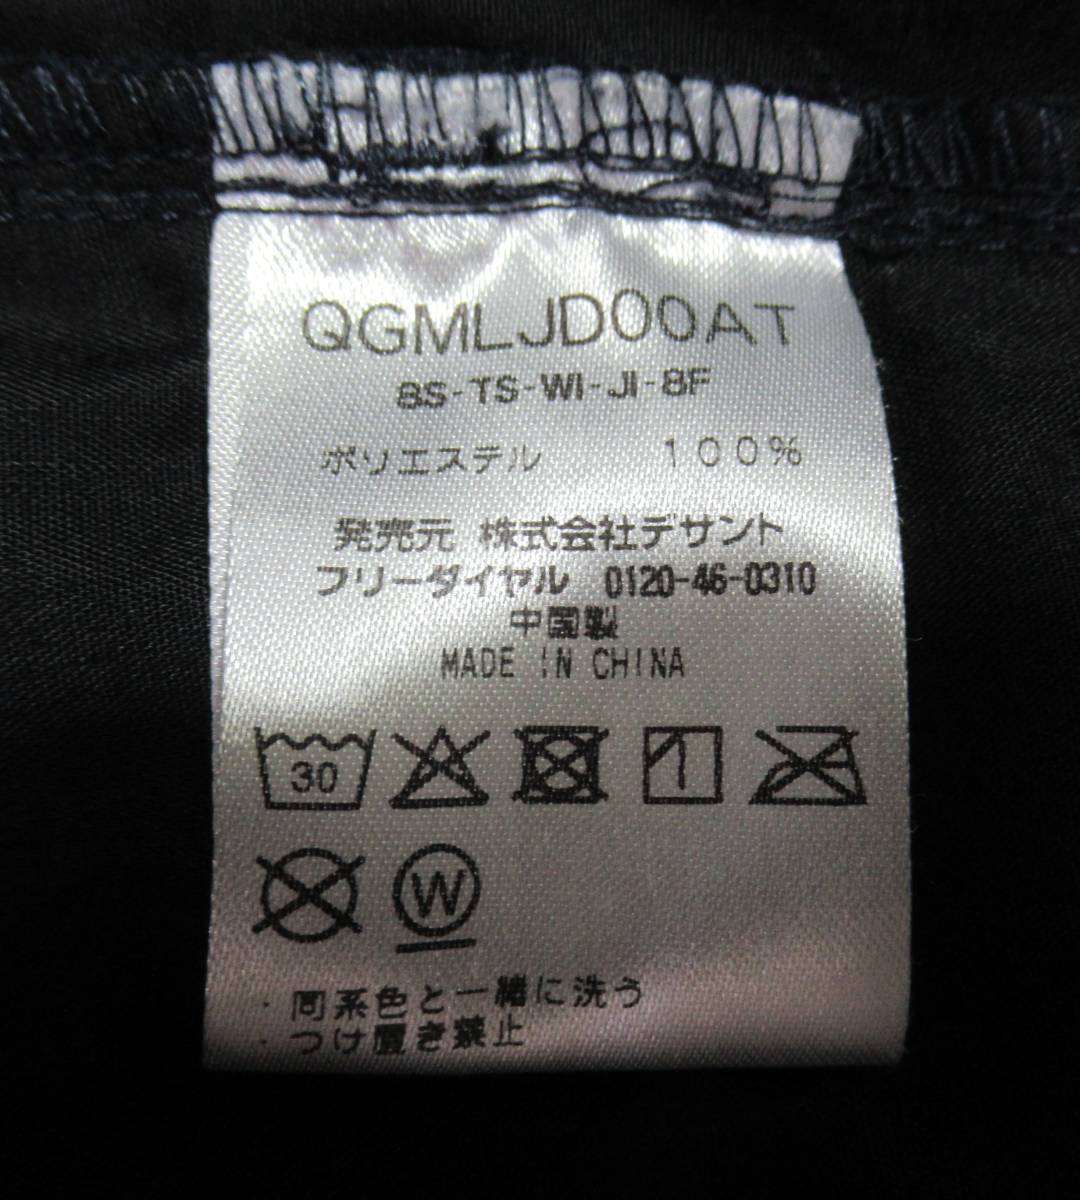 QGMLJD00AT
8S-TS-WI-JI-8F
ポリエステル 100%
発売元 株式会社デサント
フリーダイヤル 0120-46-0310
中国製
MADE IN CHINA
30
W
・同系色と一緒に洗う
・つけ置き禁止